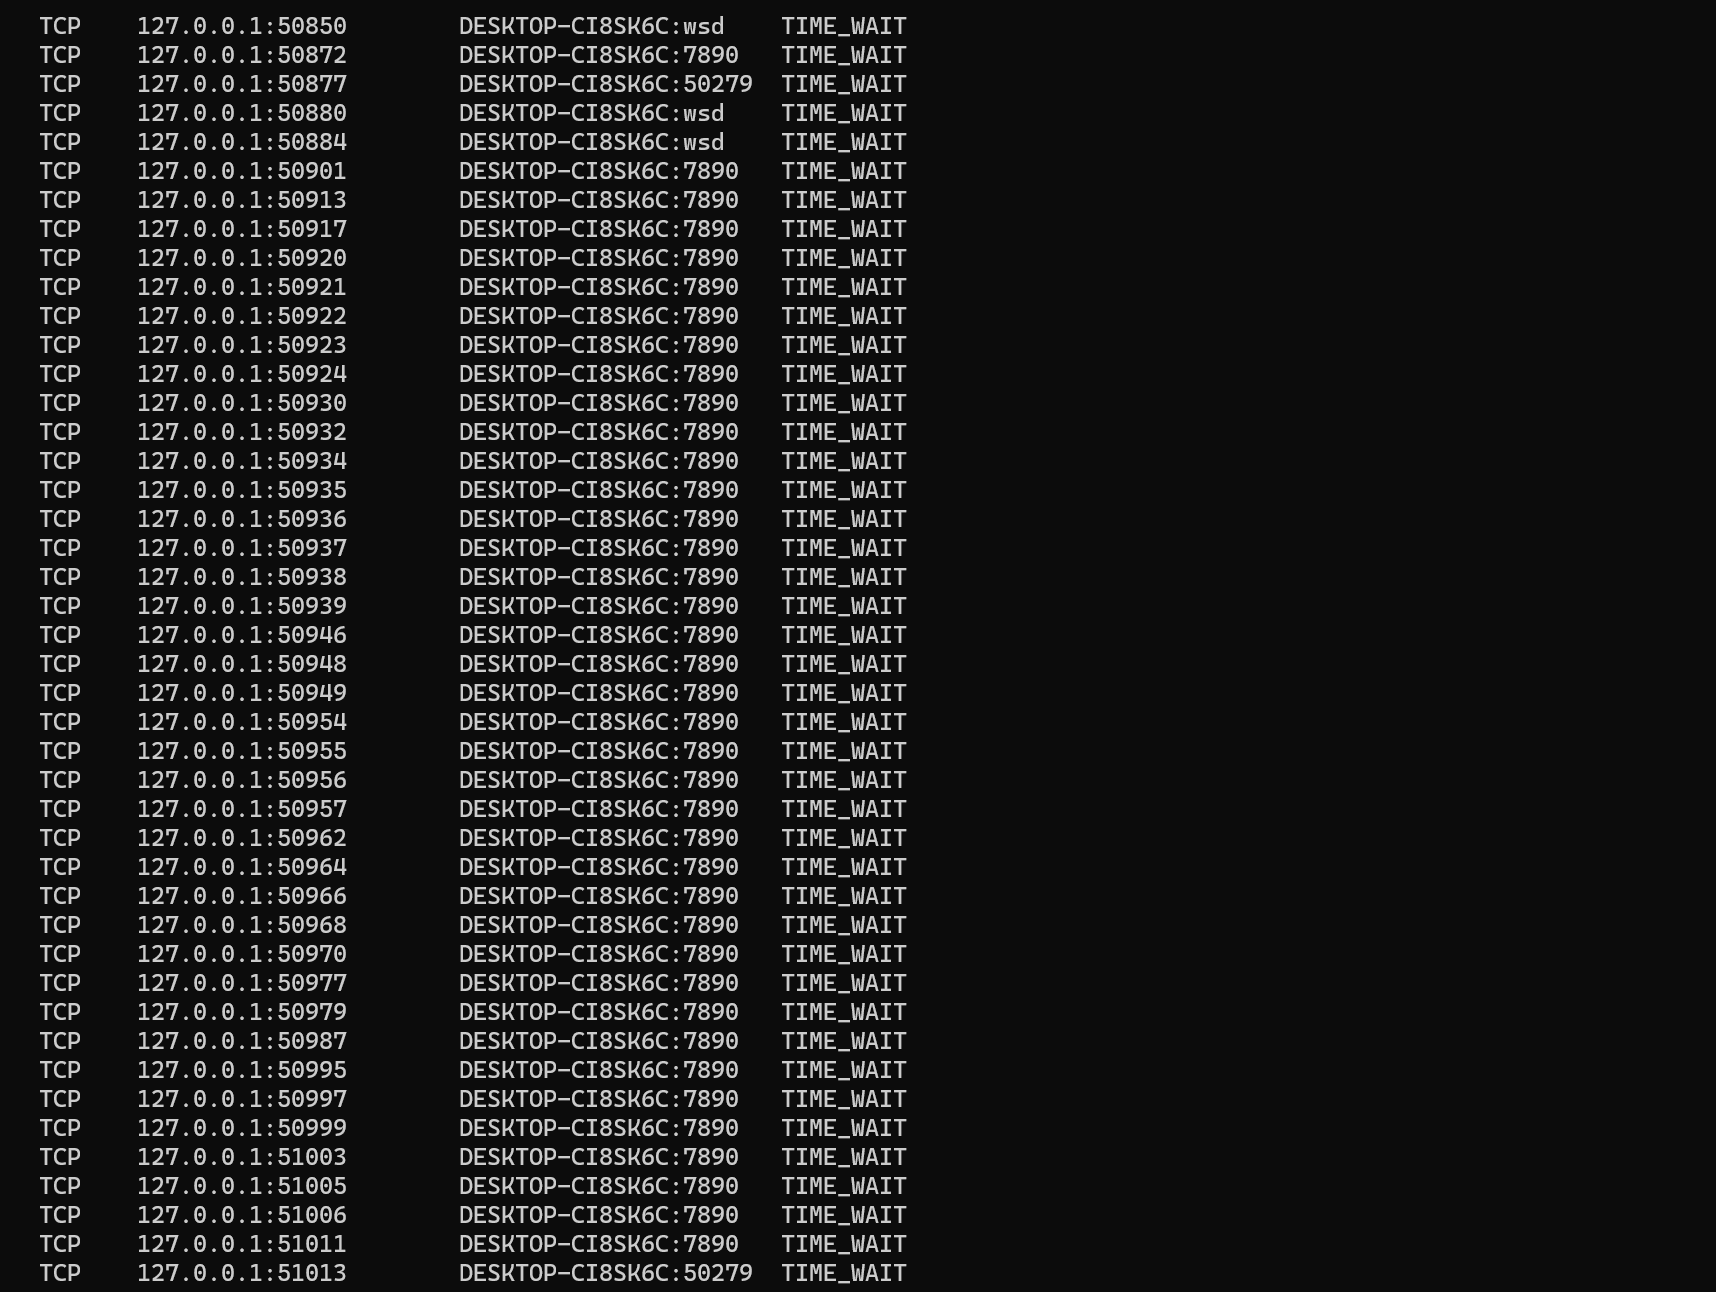 TCP    127.0.0.1:50850        DESKTOP-CI8SK6C:wsd    TIME_WAIT
TCP    127.0.0.1:50872        DESKTOP-CI8SK6C:7890   TIME_WAIT
TCP    127.0.0.1:50877        DESKTOP-CI8SK6C:50279  TIME_WAIT
TCP    127.0.0.1:50880        DESKTOP-CI8SK6C:wsd    TIME_WAIT
TCP    127.0.0.1:50884        DESKTOP-CI8SK6C:wsd    TIME_WAIT
TCP    127.0.0.1:50901        DESKTOP-CI8SK6C:7890   TIME_WAIT
TCP    127.0.0.1:50913        DESKTOP-CI8SK6C:7890   TIME_WAIT
TCP    127.0.0.1:50917        DESKTOP-CI8SK6C:7890   TIME_WAIT
TCP    127.0.0.1:50920        DESKTOP-CI8SK6C:7890   TIME_WAIT
TCP    127.0.0.1:50921        DESKTOP-CI8SK6C:7890   TIME_WAIT
TCP    127.0.0.1:50922        DESKTOP-CI8SK6C:7890   TIME_WAIT
TCP    127.0.0.1:50923        DESKTOP-CI8SK6C:7890   TIME_WAIT
TCP    127.0.0.1:50924        DESKTOP-CI8SK6C:7890   TIME_WAIT
TCP    127.0.0.1:50930        DESKTOP-CI8SK6C:7890   TIME_WAIT
TCP    127.0.0.1:50932        DESKTOP-CI8SK6C:7890   TIME_WAIT
TCP    127.0.0.1:50934        DESKTOP-CI8SK6C:7890   TIME_WAIT
TCP    127.0.0.1:50935        DESKTOP-CI8SK6C:7890   TIME_WAIT
TCP    127.0.0.1:50936        DESKTOP-CI8SK6C:7890   TIME_WAIT
TCP    127.0.0.1:50937        DESKTOP-CI8SK6C:7890   TIME_WAIT
TCP    127.0.0.1:50938        DESKTOP-CI8SK6C:7890   TIME_WAIT
TCP    127.0.0.1:50939        DESKTOP-CI8SK6C:7890   TIME_WAIT
TCP    127.0.0.1:50946        DESKTOP-CI8SK6C:7890   TIME_WAIT
TCP    127.0.0.1:50948        DESKTOP-CI8SK6C:7890   TIME_WAIT
TCP    127.0.0.1:50949        DESKTOP-CI8SK6C:7890   TIME_WAIT
TCP    127.0.0.1:50954        DESKTOP-CI8SK6C:7890   TIME_WAIT
TCP    127.0.0.1:50955        DESKTOP-CI8SK6C:7890   TIME_WAIT
TCP    127.0.0.1:50956        DESKTOP-CI8SK6C:7890   TIME_WAIT
TCP    127.0.0.1:50957        DESKTOP-CI8SK6C:7890   TIME_WAIT
TCP    127.0.0.1:50962        DESKTOP-CI8SK6C:7890   TIME_WAIT
TCP    127.0.0.1:50964        DESKTOP-CI8SK6C:7890   TIME_WAIT
TCP    127.0.0.1:50966        DESKTOP-CI8SK6C:7890   TIME_WAIT
TCP    127.0.0.1:50968        DESKTOP-CI8SK6C:7890   TIME_WAIT
TCP    127.0.0.1:50970        DESKTOP-CI8SK6C:7890   TIME_WAIT
TCP    127.0.0.1:50977        DESKTOP-CI8SK6C:7890   TIME_WAIT
TCP    127.0.0.1:50979        DESKTOP-CI8SK6C:7890   TIME_WAIT
TCP    127.0.0.1:50987        DESKTOP-CI8SK6C:7890   TIME_WAIT
TCP    127.0.0.1:50995        DESKTOP-CI8SK6C:7890   TIME_WAIT
TCP    127.0.0.1:50997        DESKTOP-CI8SK6C:7890   TIME_WAIT
TCP    127.0.0.1:50999        DESKTOP-CI8SK6C:7890   TIME_WAIT
TCP    127.0.0.1:51003        DESKTOP-CI8SK6C:7890   TIME_WAIT
TCP    127.0.0.1:51005        DESKTOP-CI8SK6C:7890   TIME_WAIT
TCP    127.0.0.1:51006        DESKTOP-CI8SK6C:7890   TIME_WAIT
TCP    127.0.0.1:51011        DESKTOP-CI8SK6C:7890   TIME_WAIT
TCP    127.0.0.1:51013        DESKTOP-CI8SK6C:50279  TIME_WAIT